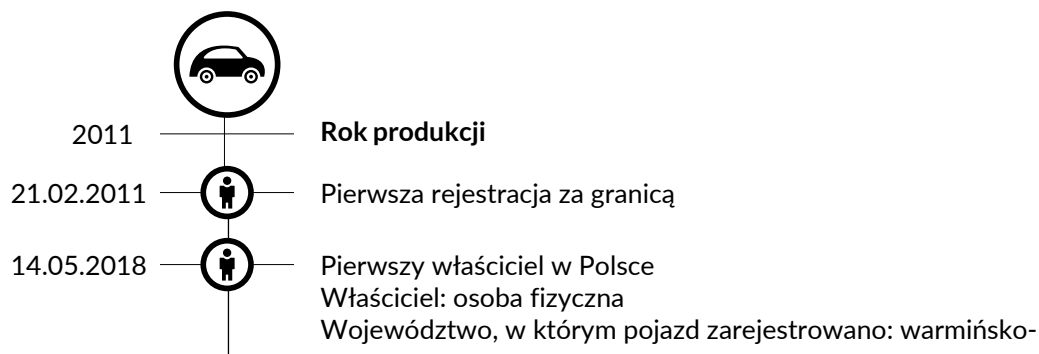 2011 Rok produkcji
21.02.2011 Pierwsza rejestracja za granicą
14.05.2018 Pierwszy właściciel w Polsce
Właściciel: osoba fizyczna
Województwo, w którym pojazd zarejestrowano: warmińsko-